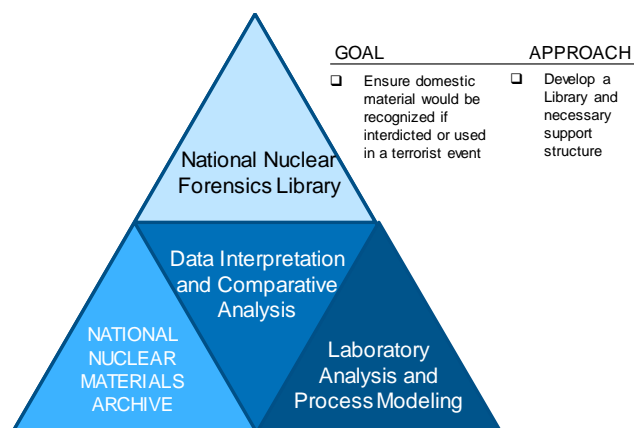 GOAL
APPROACH
❑ Ensure domestic
material would be
recognized if
interdicted or used
in a terrorist event
❑ Develop a
Library and
necessary
support
structure
National Nuclear
Forensics Library
Data Interpretation
and Comparative
Analysis
NATIONAL
NUCLEAR
MATERIALS
ARCHIVE
Laboratory
Analysis and
Process Modeling